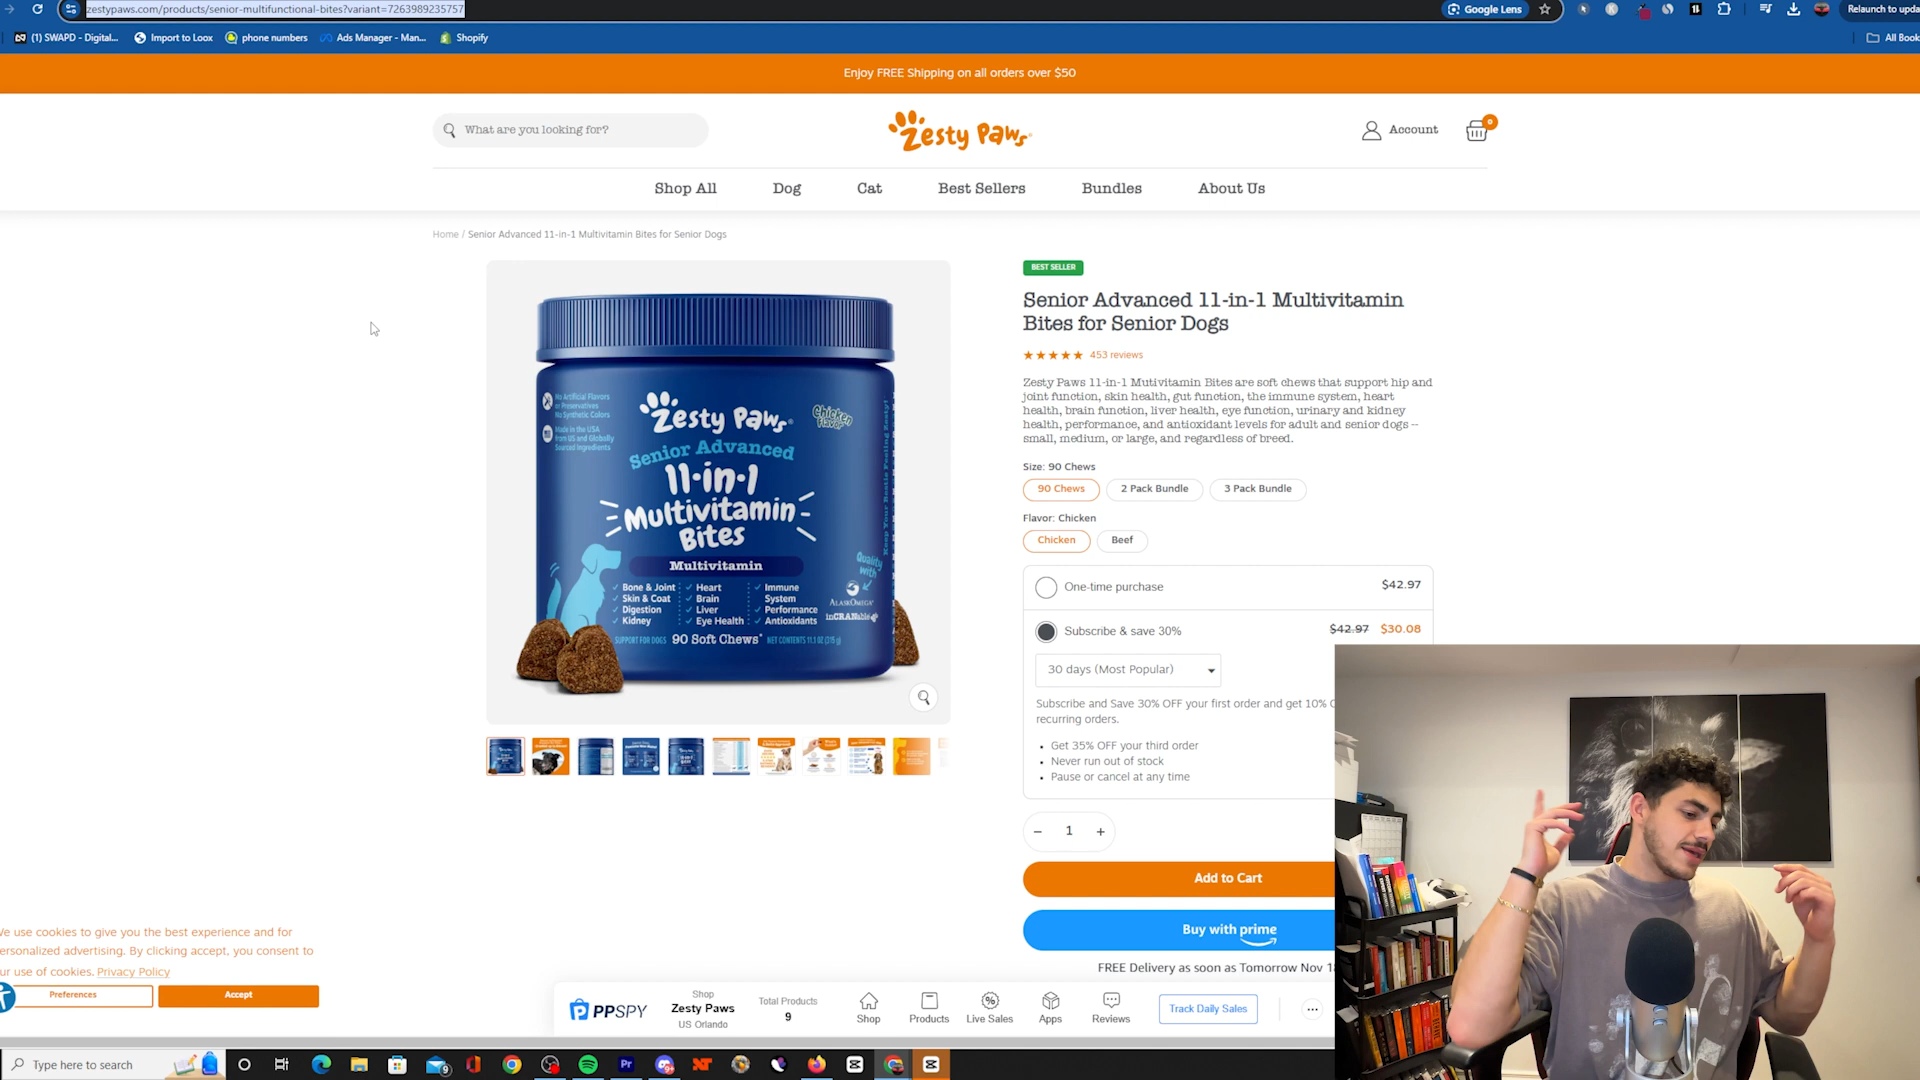 zestypaws.com/products/senior-multifunctional-bites?variant=7263989235757
Google Lens
Relaunch to upda
(1) SWAPD - Digital...
Import to Loox
phone numbers
Ads Manager - Man...
Shopify
All Book
Enjoy FREE Shipping on all orders over $50
What are you looking for?
Zesty Paws
Account
0
Shop All
Dog
Cat
Best Sellers
Bundles
About Us
Home / Senior Advanced 11-in-1 Multivitamin Bites for Senior Dogs
No Artificial Flavors
or Preservatives
No Synthetic Colors
Made in the USA
from US and Globally
Sourced Ingredients
Zesty Paws
Chicken
Flavor
Senior Advanced
11-in-1
Multivitamin
Bites
Multivitamin
Quality
with
Bone & Joint
Skin & Coat
Digestion
Kidney
Heart
Brain
Liver
Eye Health
Immune
System
Performance
Antioxidants
ALASKOMEGA
inCRANable
SUPPORT FOR DOGS 90 Soft Chews NET CONTENTS 11.1 OZ (315 g)
BEST SELLER
Senior Advanced 11-in-1 Multivitamin
Bites for Senior Dogs
453 reviews
Zesty Paws 11-in-1 Mutivitamin Bites are soft chews that support hip and
joint function, skin health, gut function, the immune system, heart
health, brain function, liver health, eye function, urinary and kidney
health, performance, and antioxidant levels for adult and senior dogs --
small, medium, or large, and regardless of breed.
Size: 90 Chews
90 Chews
2 Pack Bundle
3 Pack Bundle
Flavor: Chicken
Chicken
Beef
One-time purchase
$42.97
Subscribe & save 30%
$42.97 $30.08
30 days (Most Popular)
Subscribe and Save 30% OFF your first order and get 10%
recurring orders.
Get 35% OFF your third order
Never run out of stock
Pause or cancel at any time
− 1 +
Add to Cart
Buy with prime
FREE Delivery as soon as Tomorrow Nov 1
We use cookies to give you the best experience and for
ersonalized advertising. By clicking accept, you consent to
ur use of cookies. Privacy Policy
Preferences
Accept
PPSPY
Shop
Zesty Paws
US Orlando
Total Products
9
Shop
Products
Live Sales
Apps
Reviews
Track Daily Sales
Type here to search